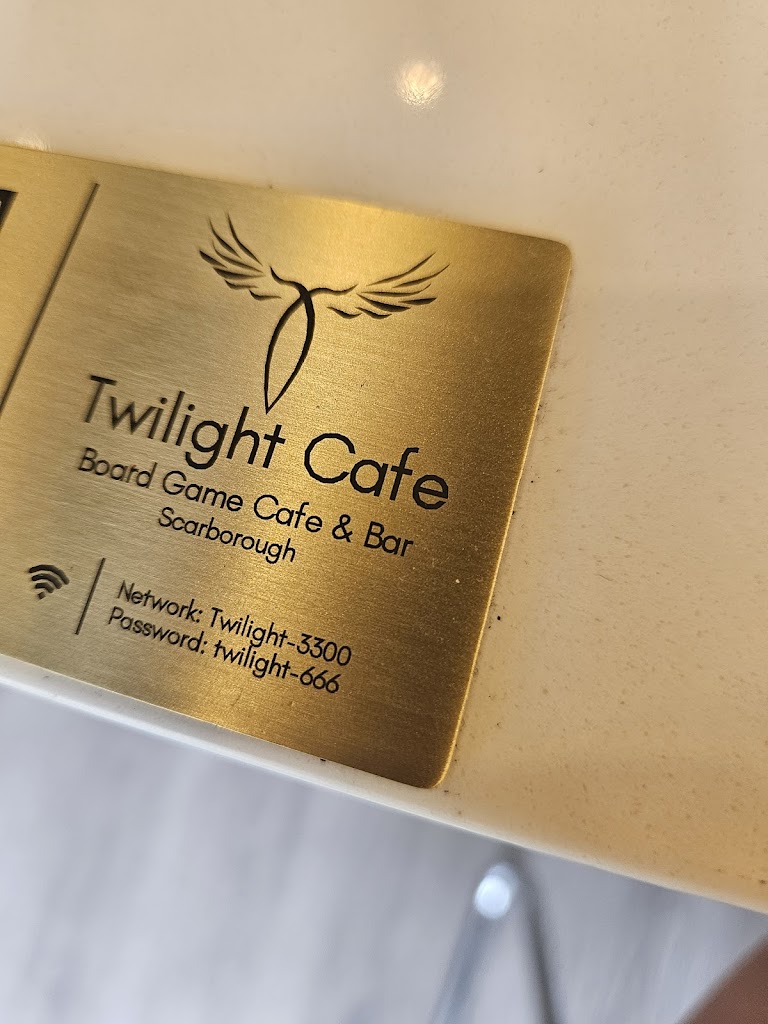 Twilight Cafe
Board Game Cafe & Bar
Scarborough
Network: Twilight-3300
Password: twilight-666